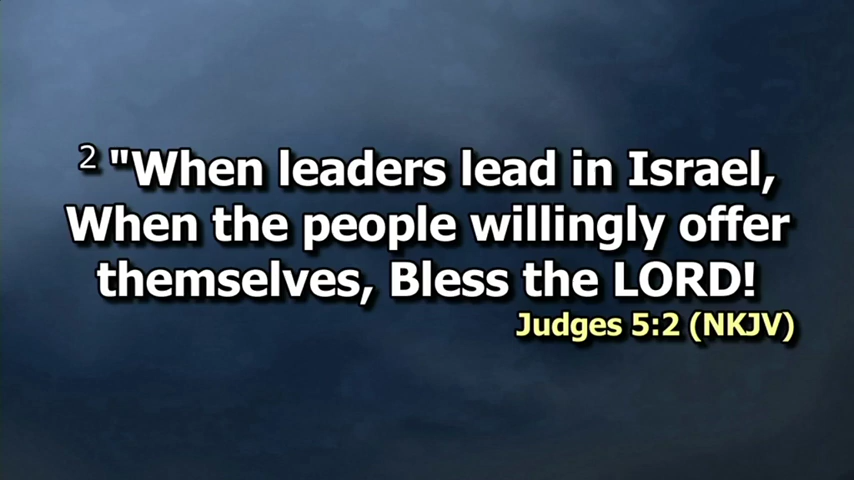 2 "When leaders lead in Israel,
When the people willingly offer
themselves, Bless the LORD!
Judges 5:2 (NKJV)